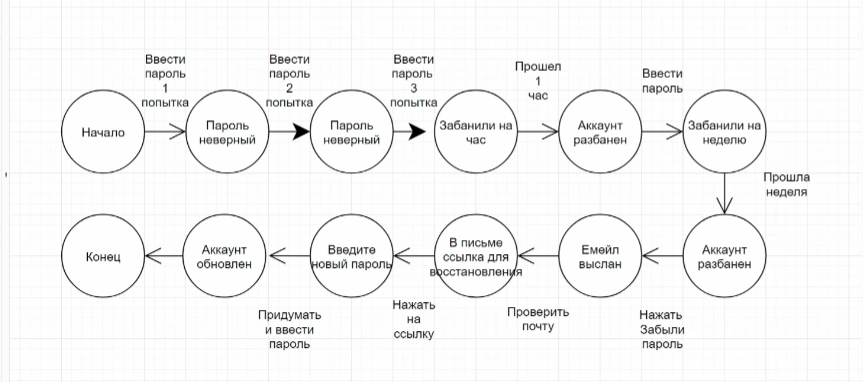 Ввести
пароль
1
попытка
Ввести
пароль
2
попытка
Ввести
пароль
3
попытка
Прошел
1
час
Ввести
пароль
Начало
Пароль
неверный
Пароль
неверный
Забанили на
час
Аккаунт
разбанен
Забанили на
неделю
Прошла
неделя
Конец
Аккаунт
обновлен
Введите
новый пароль
В письме
ссылка для
восстановления
Емейл
выслан
Аккаунт
разбанен
Придумать
и ввести
пароль
Нажать
на
ссылку
Проверить
почту
Нажать
Забыли
пароль